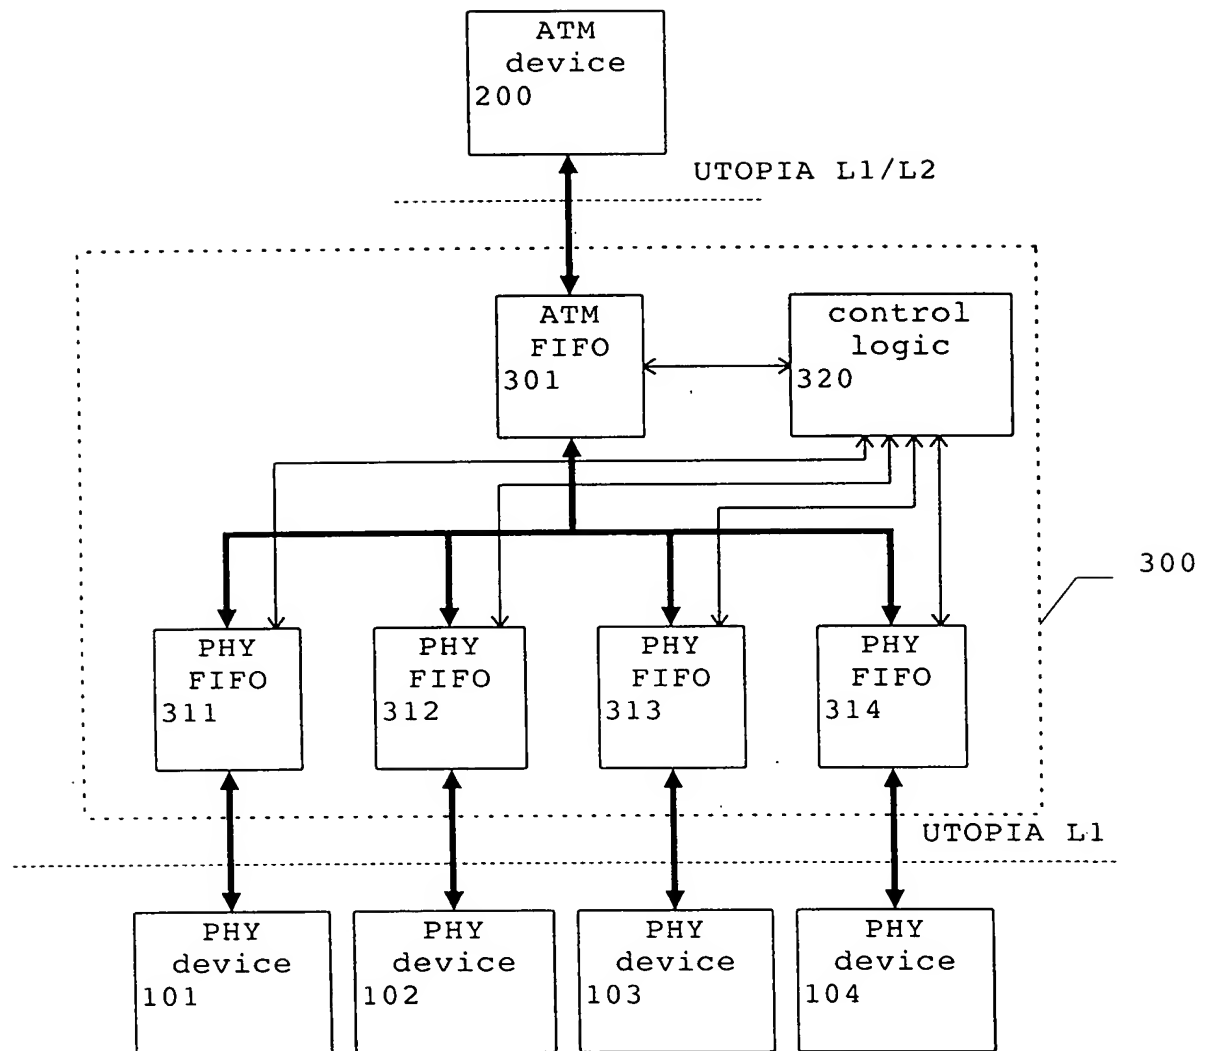 ATM
device
200
UTOPIA L1/L2
ATM
FIFO
301
control
logic
320
300
PHY
FIFO
311
PHY
FIFO
312
PHY
FIFO
313
PHY
FIFO
314
UTOPIA L1
PHY
device
101
PHY
device
102
PHY
device
103
PHY
device
104